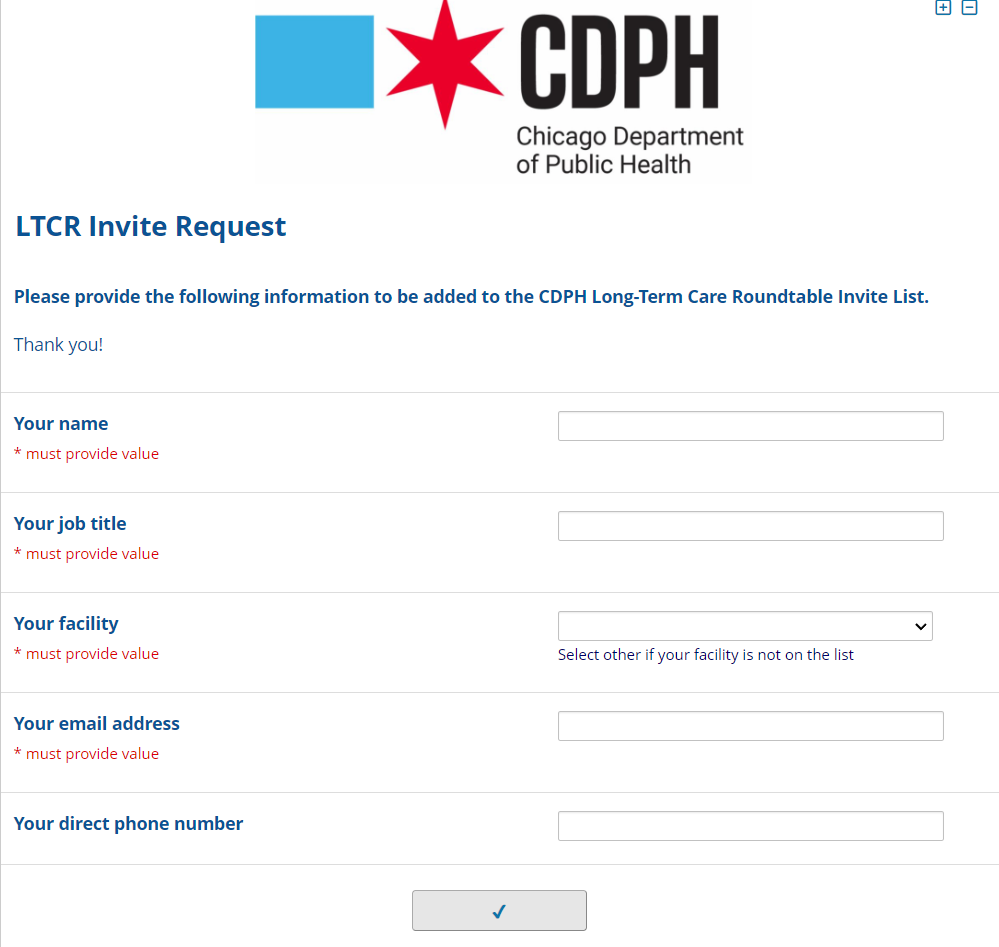 CDPH
Chicago Department
of Public Health
LTCR Invite Request
Please provide the following information to be added to the CDPH Long-Term Care Roundtable Invite List.
Thank you!
Your name
* must provide value
Your job title
* must provide value
Your facility
* must provide value
Select other if your facility is not on the list
Your email address
* must provide value
Your direct phone number